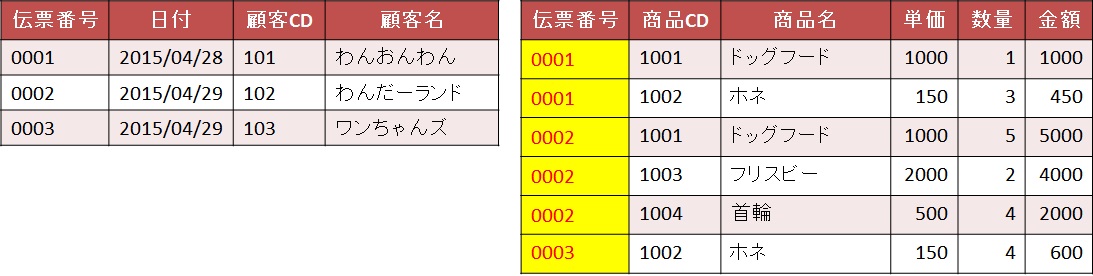 伝票番号 日付 顧客CD 顧客名
0001 2015/04/28 101 わんおんわん
0002 2015/04/29 102 わんだーランド
0003 2015/04/29 103 ワンちゃんズ
伝票番号 商品CD 商品名 単価 数量 金額
0001 1001 ドッグフード 1000 1 1000
0001 1002 ホネ 150 3 450
0002 1001 ドッグフード 1000 5 5000
0002 1003 フリスビー 2000 2 4000
0002 1004 首輪 500 4 2000
0003 1002 ホネ 150 4 600